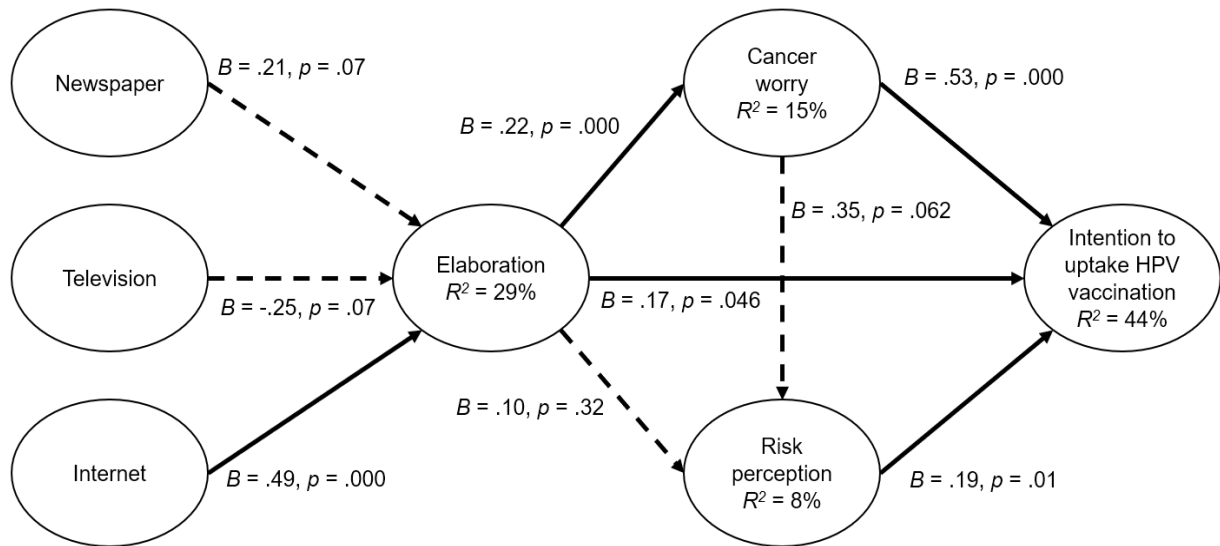 Newspaper
B = .21, p = .07
Television
B = -.25, p = .07
Internet
B = .49, p = .000
Elaboration
R² = 29%
B = .22, p = .000
B = .17, p = .046
B = .10, p = .32
Cancer
worry
R² = 15%
B = .35, p = .062
Risk
perception
R² = 8%
B = .53, p = .000
B = .19, p = .01
Intention to
uptake HPV
vaccination
R² = 44%